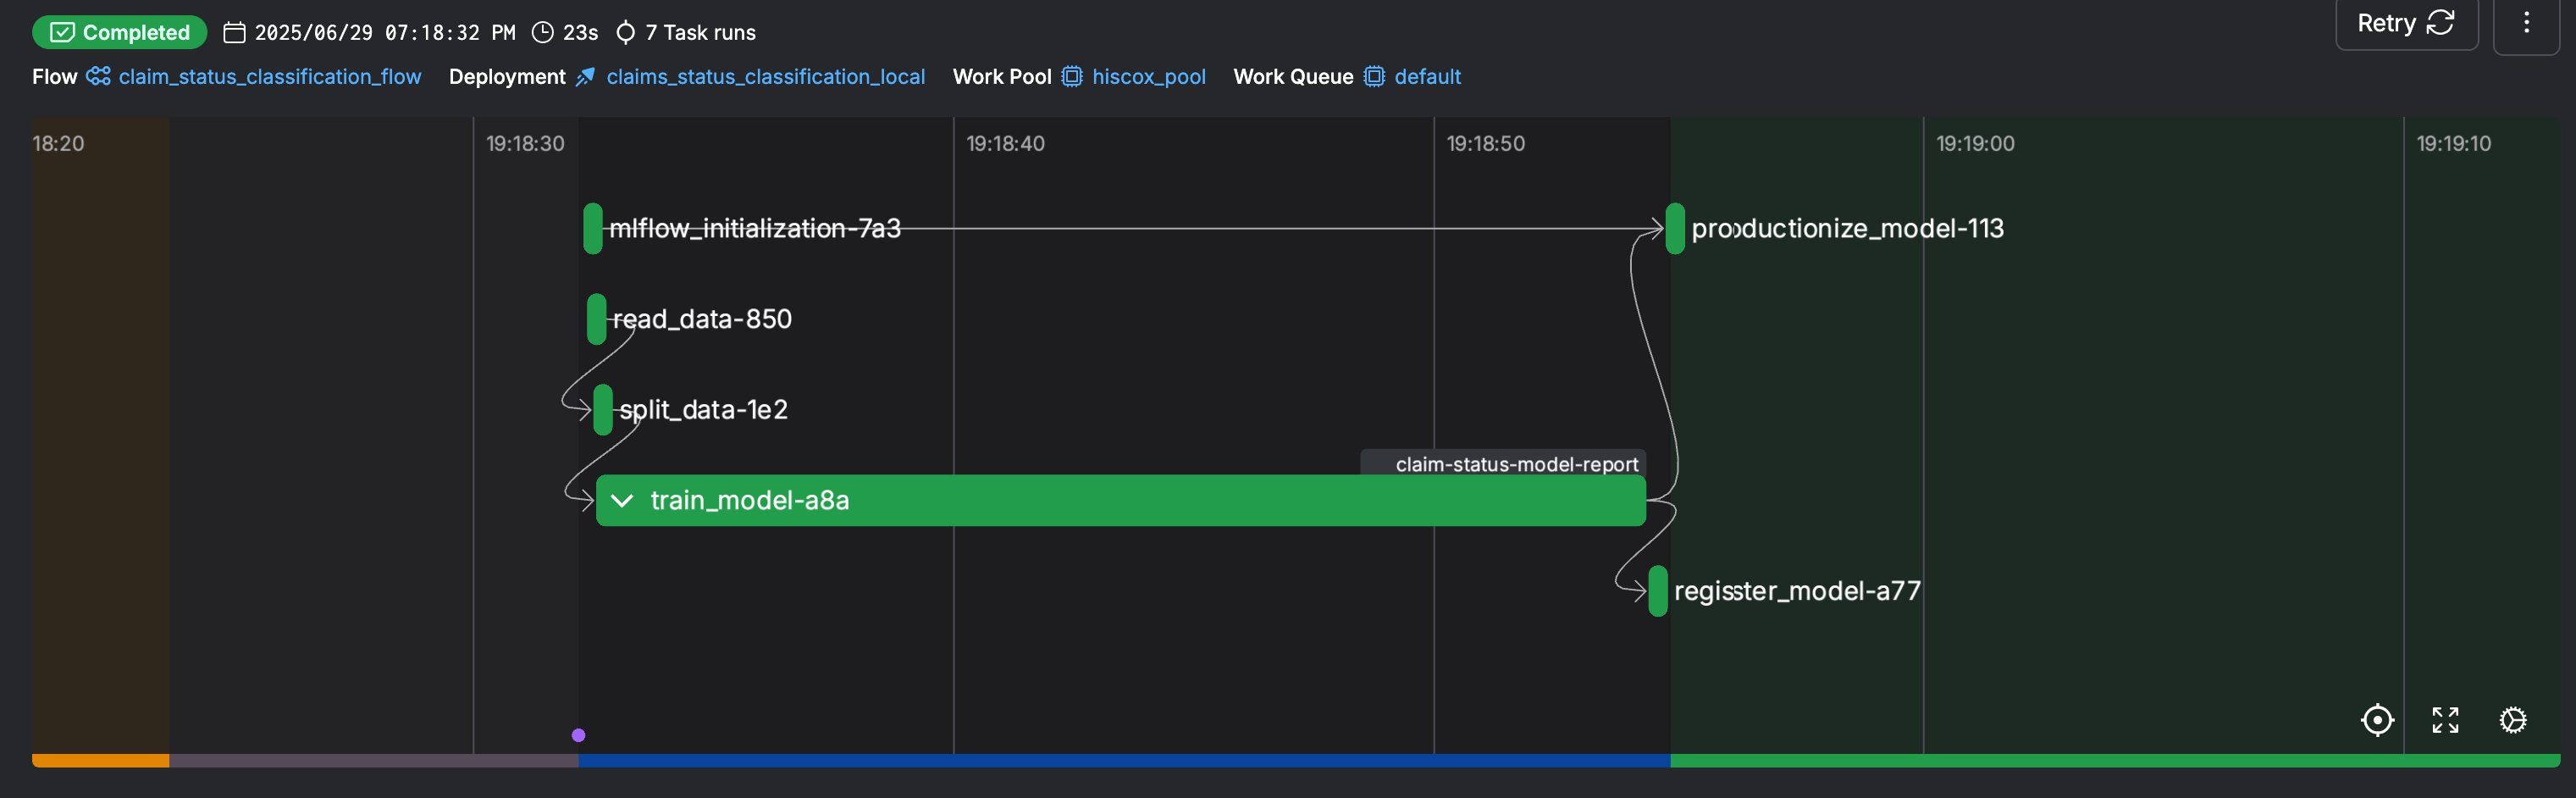 Completed 2025/06/29 07:18:32 PM 23s 7 Task runs Retry
Flow claim_status_classification_flow Deployment claims_status_classification_local Work Pool hiscox_pool Work Queue default
18:20 19:18:30 19:18:40 19:18:50 19:19:00 19:19:10
mlflow_initialization-7a3 productionize_model-113
read_data-850
split_data-1e2
claim-status-model-report
train_model-a8a
register_model-a77